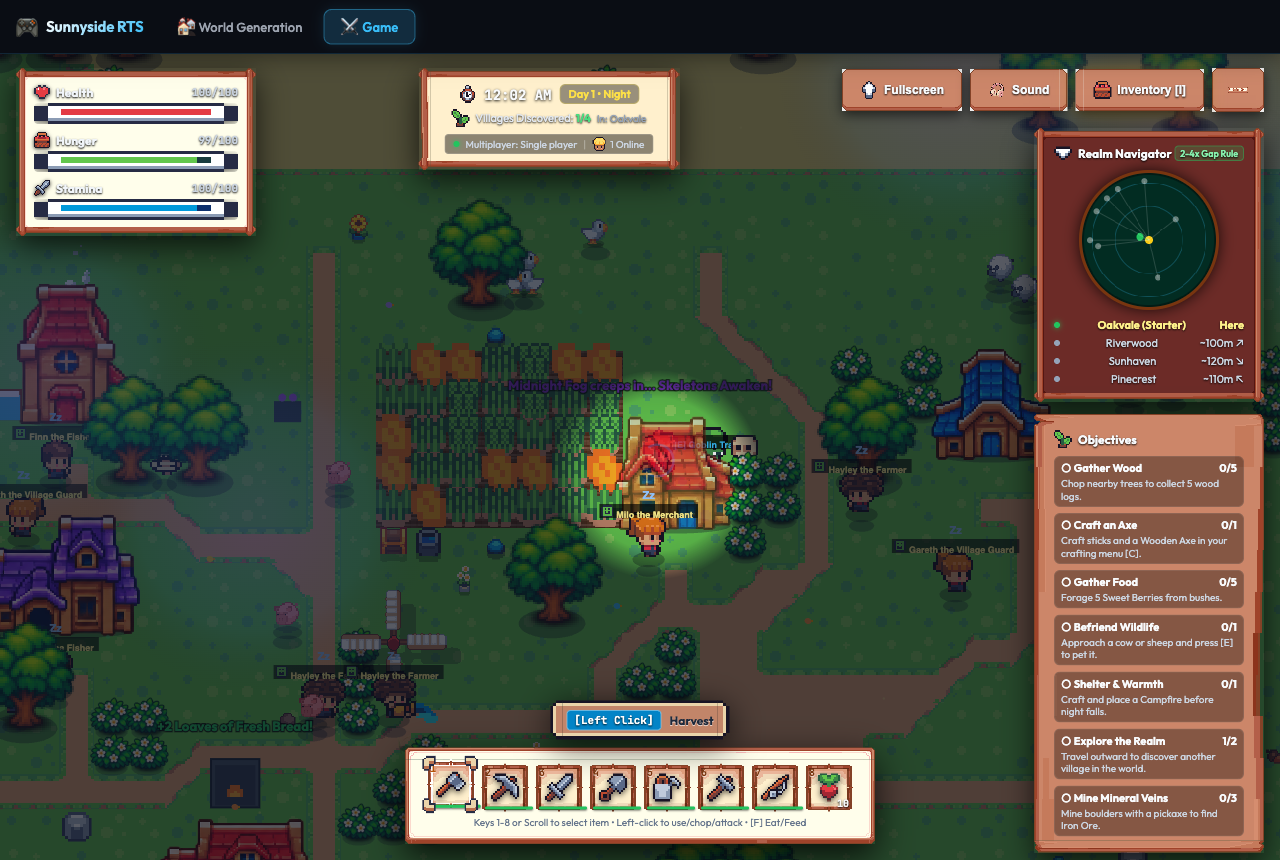 Sunnyside RTS
World Generation
Game
Health 100/100
Hunger 99/100
Stamina 100/100
12:02 AM Day 1 • Night
Villages Discovered: 1/4 In: Oakvale
Multiplayer: Single player | 1 Online
Fullscreen
Sound
Inventory [I]
Realm Navigator 2-4x Gap Rule
Oakvale (Starter) Here
Riverwood ~100m ↗
Sunhaven ~120m ↘
Pinecrest ~110m ↖
Midnight Fog creeps in... Skeletons Awaken!
Finn the Fish
Hayley the Farmer
h the Village Guard
Milo the Merchant
Gareth the Village Guard
Fisher
Hayley the F
Hayley the Farmer
2 Loaves of Fresh Bread!
Objectives
Gather Wood 0/5
Chop nearby trees to collect 5 wood
logs.
Craft an Axe 0/1
Craft sticks and a Wooden Axe in your
crafting menu [C].
Gather Food 0/5
Forage 5 Sweet Berries from bushes.
Befriend Wildlife 0/1
Approach a cow or sheep and press [E]
to pet it.
Shelter & Warmth 0/1
Craft and place a Campfire before
night falls.
Explore the Realm 1/2
Travel outward to discover another
village in the world.
Mine Mineral Veins 0/3
Mine boulders with a pickaxe to find
Iron Ore.
[Left Click] Harvest
10
Keys 1-8 or Scroll to select item • Left-click to use/chop/attack • [F] Eat/Feed